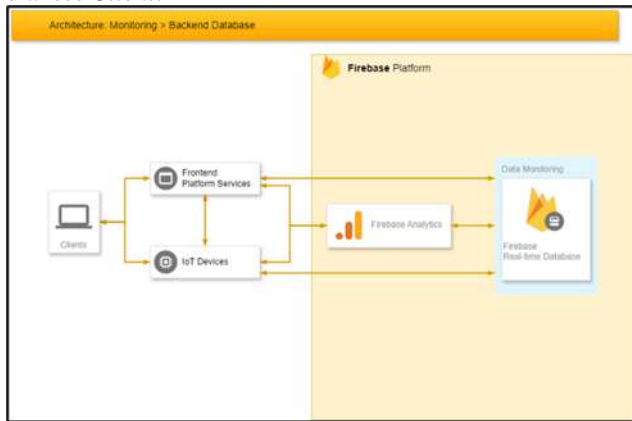 Architecture: Monitoring > Backend Database
Firebase Platform
Frontend
Platform Services
Data Monitoring
Clients
Firebase Analytics
IoT Devices
Firebase
Real-time Database